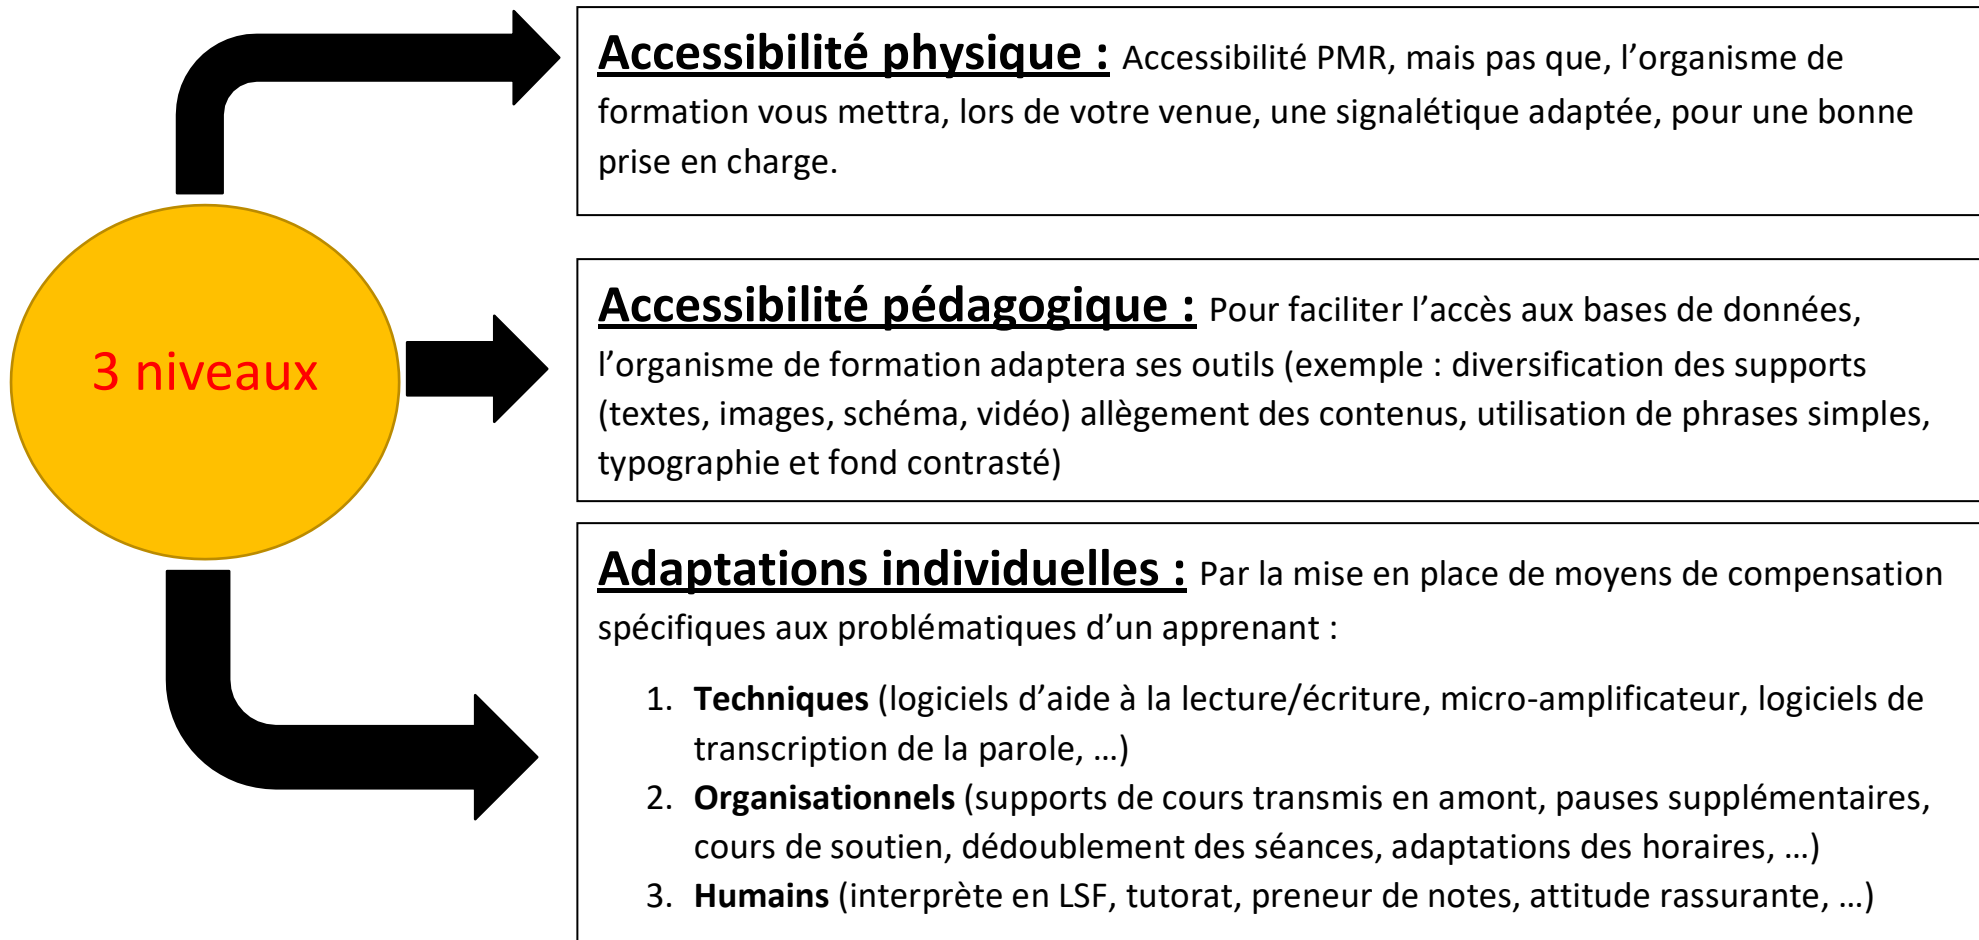 Accessibilité physique : Accessibilité PMR, mais pas que, l’organisme de
formation vous mettra, lors de votre venue, une signalétique adaptée, pour une bonne
prise en charge.
3 niveaux
Accessibilité pédagogique : Pour faciliter l’accès aux bases de données,
l’organisme de formation adaptera ses outils (exemple : diversification des supports
(textes, images, schéma, vidéo) allègement des contenus, utilisation de phrases simples,
typographie et fond contrasté)
Adaptations individuelles : Par la mise en place de moyens de compensation
spécifiques aux problématiques d’un apprenant :
1. Techniques (logiciels d’aide à la lecture/écriture, micro-amplificateur, logiciels de
transcription de la parole, …)
2. Organisationnels (supports de cours transmis en amont, pauses supplémentaires,
cours de soutien, dédoublement des séances, adaptations des horaires, …)
3. Humains (interprète en LSF, tutorat, preneur de notes, attitude rassurante, …)